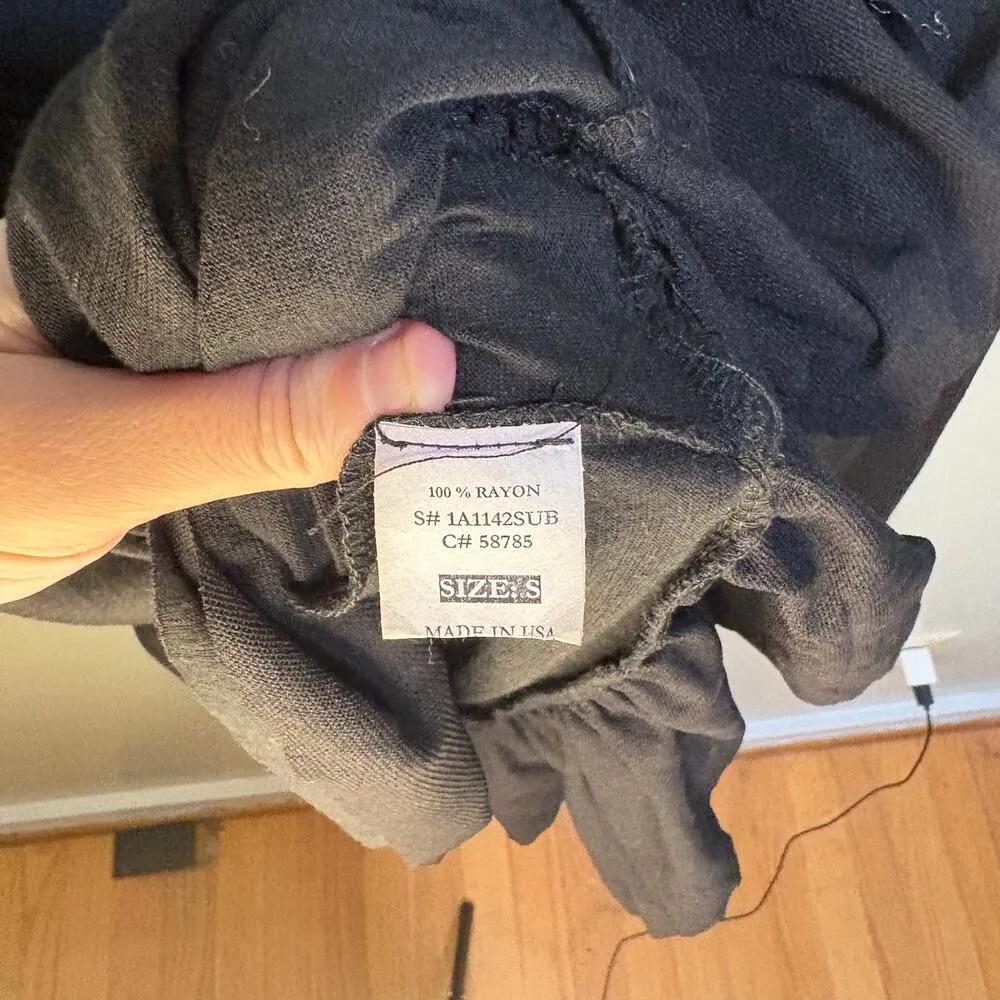 100 % RAYON
S# 1A1142SUB
C# 58785
SIZE: S
MADE IN USA